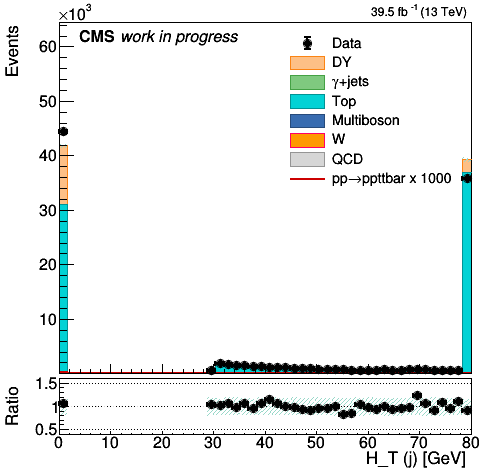 ×10³
39.5 fb⁻¹ (13 TeV)
CMS work in progress
Events
60
50
40
30
20
10
Data
DY
γ+jets
Top
Multiboson
W
QCD
pp→ppttbar x 1000
Ratio
1.5
1
0.5
0 10 20 30 40 50 60 70 80
H_T (j) [GeV]